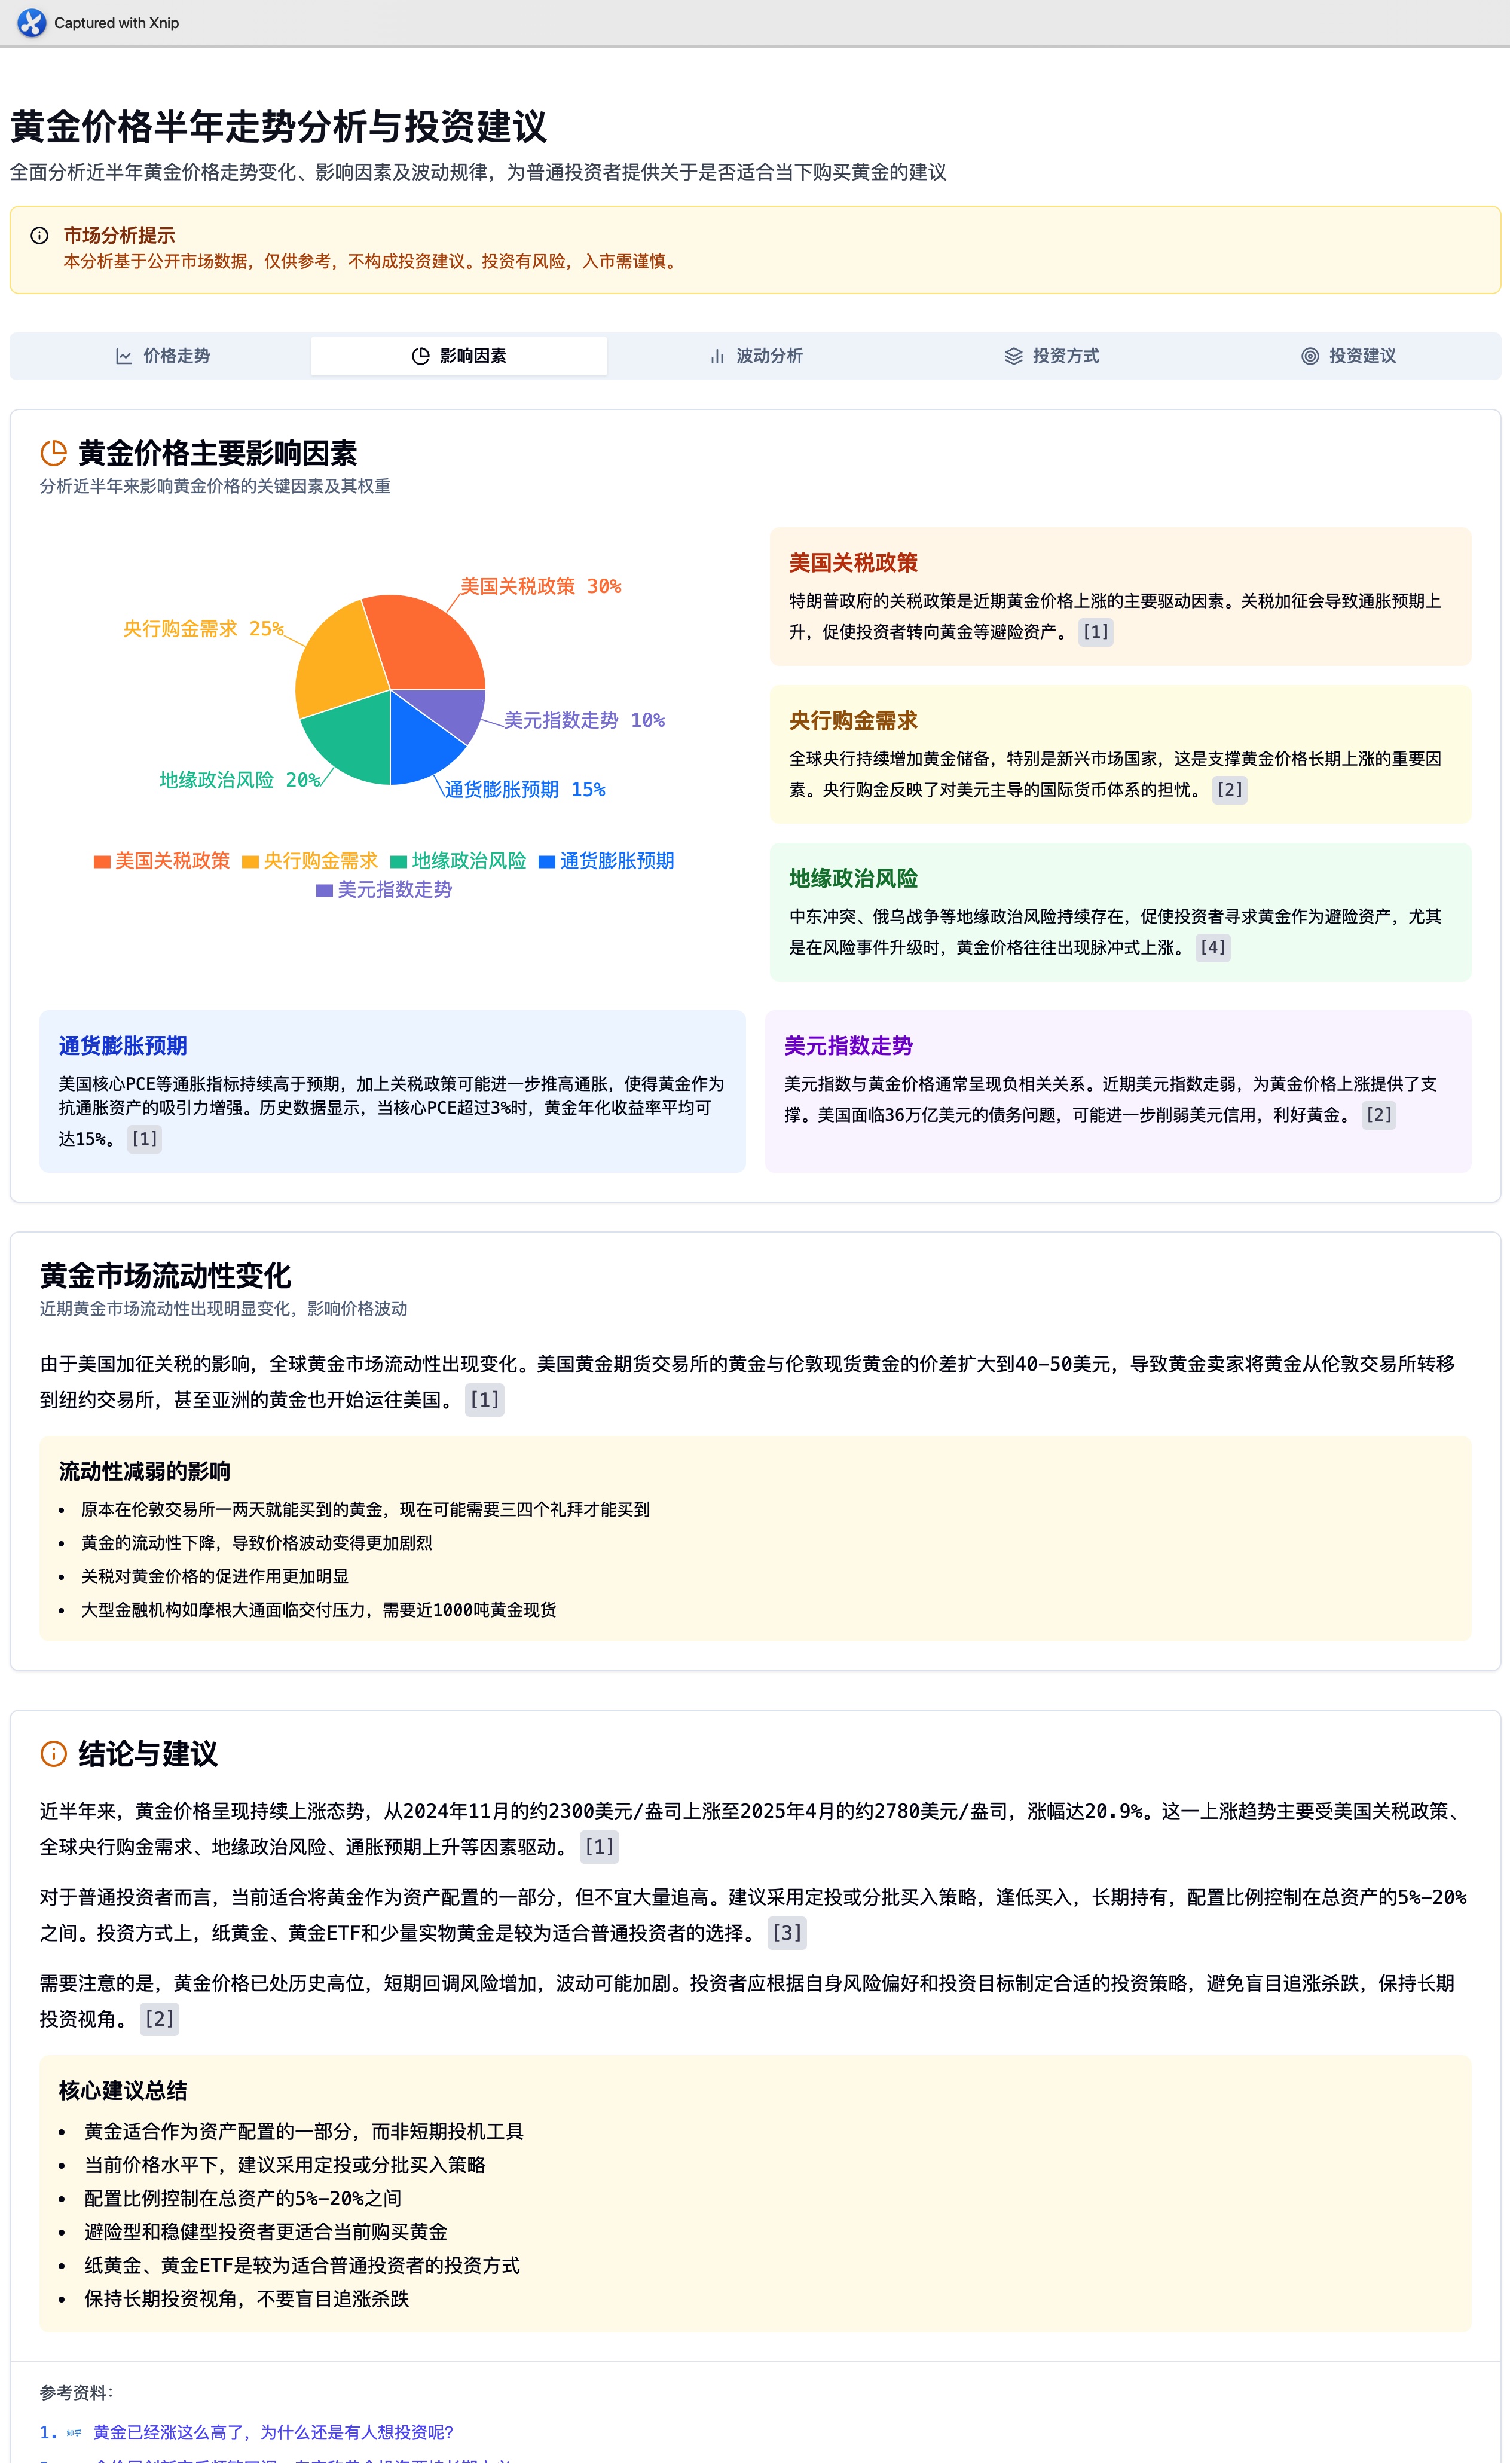 Captured with Xnip
黄金价格半年走势分析与投资建议
全面分析近半年黄金价格走势变化、影响因素及波动规律，为普通投资者提供关于是否适合当下购买黄金的建议
市场分析提示
本分析基于公开市场数据，仅供参考，不构成投资建议。投资有风险，入市需谨慎。
价格走势
影响因素
波动分析
投资方式
投资建议
黄金价格主要影响因素
分析近半年来影响黄金价格的关键因素及其权重
美国关税政策 30%
央行购金需求 25%
美元指数走势 10%
地缘政治风险 20%
通货膨胀预期 15%
美国关税政策 央行购金需求 地缘政治风险 通货膨胀预期
美元指数走势
美国关税政策
特朗普政府的关税政策是近期黄金价格上涨的主要驱动因素。关税加征会导致通胀预期上
升，促使投资者转向黄金等避险资产。 [1]
央行购金需求
全球央行持续增加黄金储备，特别是新兴市场国家，这是支撑黄金价格长期上涨的重要因
素。央行购金反映了对美元主导的国际货币体系的担忧。 [2]
地缘政治风险
中东冲突、俄乌战争等地缘政治风险持续存在，促使投资者寻求黄金作为避险资产，尤其
是在风险事件升级时，黄金价格往往出现脉冲式上涨。 [4]
通货膨胀预期
美国核心PCE等通胀指标持续高于预期，加上关税政策可能进一步推高通胀，使得黄金作为
抗通胀资产的吸引力增强。历史数据显示，当核心PCE超过3%时，黄金年化收益率平均可
达15%。 [1]
美元指数走势
美元指数与黄金价格通常呈现负相关关系。近期美元指数走弱，为黄金价格上涨提供了支
撑。美国面临36万亿美元的债务问题，可能进一步削弱美元信用，利好黄金。 [2]
黄金市场流动性变化
近期黄金市场流动性出现明显变化，影响价格波动
由于美国加征关税的影响，全球黄金市场流动性出现变化。美国黄金期货交易所的黄金与伦敦现货黄金的价差扩大到40-50美元，导致黄金卖家将黄金从伦敦交易所转移
到纽约交易所，甚至亚洲的黄金也开始运往美国。 [1]
流动性减弱的影响
• 原本在伦敦交易所一两天就能买到的黄金，现在可能需要三四个礼拜才能买到
• 黄金的流动性下降，导致价格波动变得更加剧烈
• 关税对黄金价格的促进作用更加明显
• 大型金融机构如摩根大通面临交付压力，需要近1000吨黄金现货
结论与建议
近半年来，黄金价格呈现持续上涨态势，从2024年11月的约2300美元/盎司上涨至2025年4月的约2780美元/盎司，涨幅达20.9%。这一上涨趋势主要受美国关税政策、
全球央行购金需求、地缘政治风险、通胀预期上升等因素驱动。 [1]
对于普通投资者而言，当前适合将黄金作为资产配置的一部分，但不宜大量追高。建议采用定投或分批买入策略，逢低买入，长期持有，配置比例控制在总资产的5%-20%
之间。投资方式上，纸黄金、黄金ETF和少量实物黄金是较为适合普通投资者的选择。 [3]
需要注意的是，黄金价格已处历史高位，短期回调风险增加，波动可能加剧。投资者应根据自身风险偏好和投资目标制定合适的投资策略，避免盲目追涨杀跌，保持长期
投资视角。 [2]
核心建议总结
• 黄金适合作为资产配置的一部分，而非短期投机工具
• 当前价格水平下，建议采用定投或分批买入策略
• 配置比例控制在总资产的5%-20%之间
• 避险型和稳健型投资者更适合当前购买黄金
• 纸黄金、黄金ETF是较为适合普通投资者的投资方式
• 保持长期投资视角，不要盲目追涨杀跌
参考资料：
1. 知乎 黄金已经涨这么高了，为什么还是有人想投资呢？